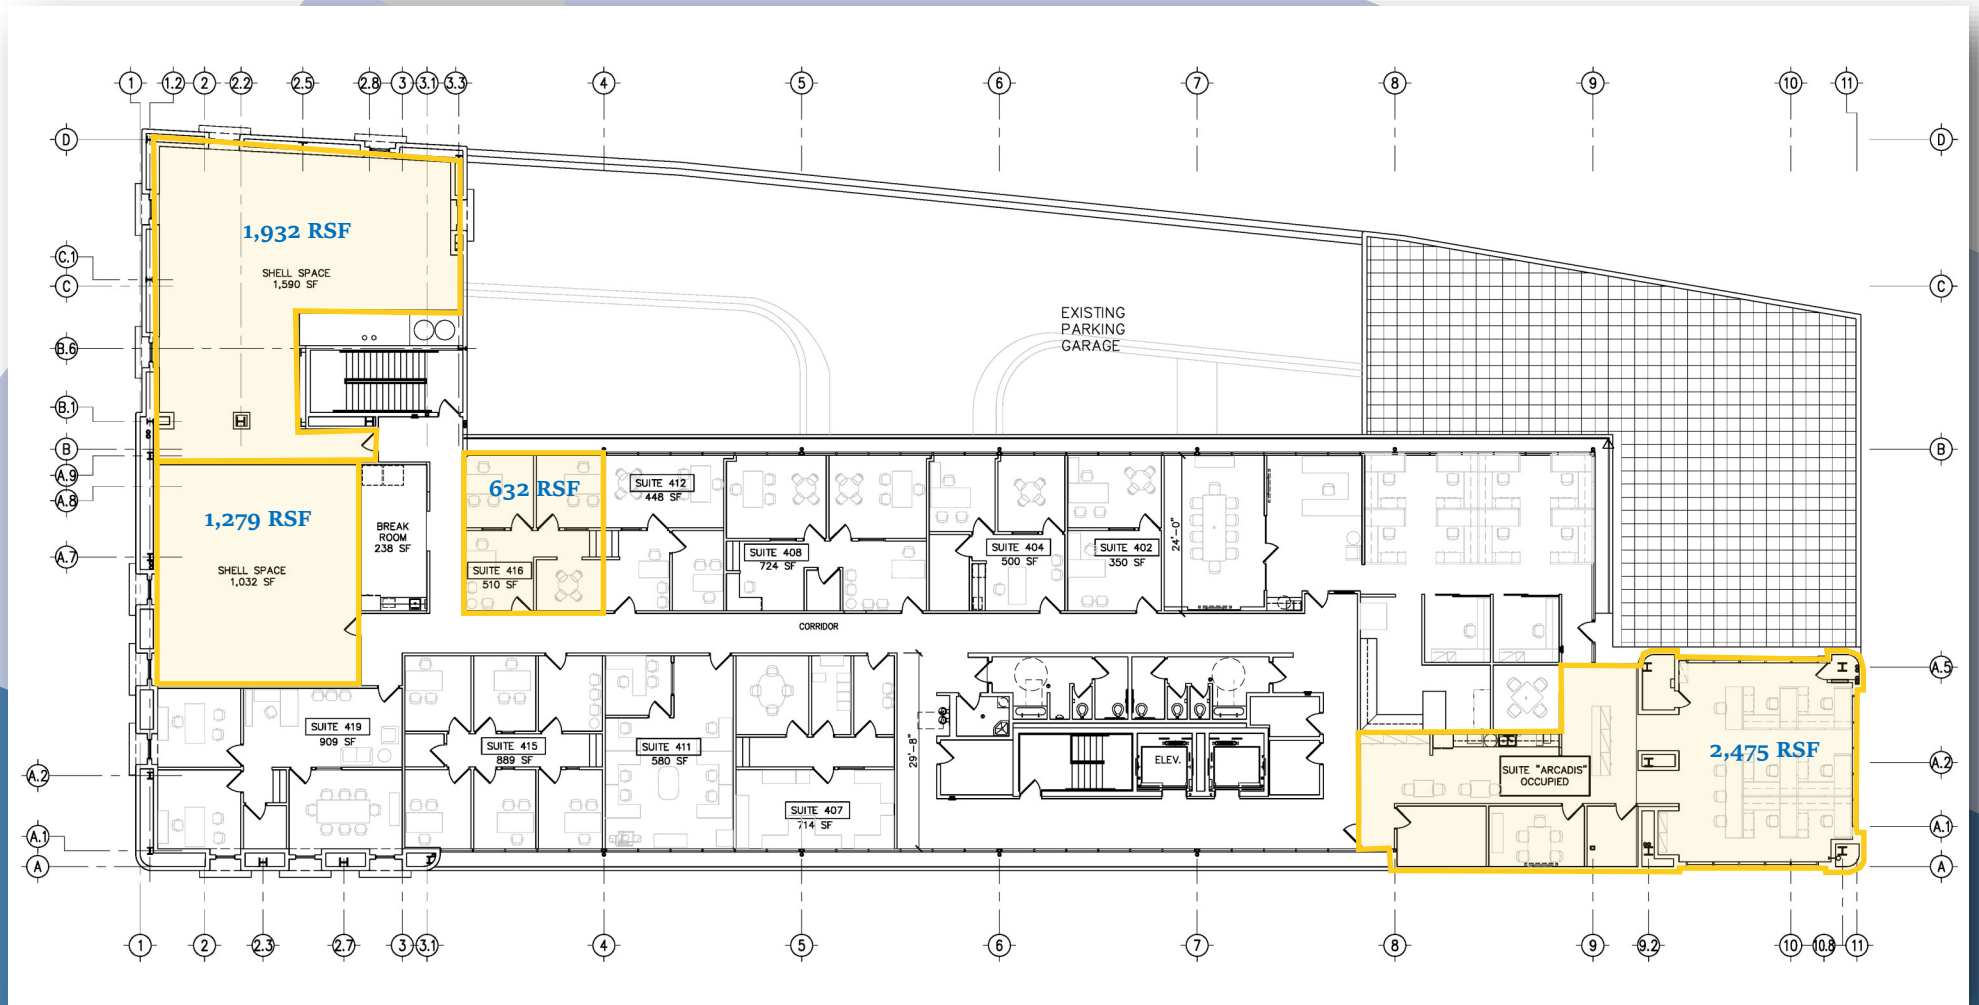 1 1.2 2 2.2 2.5 2.8 3 3.1 3.3 4 5 6 7 8 9 10 11
D D
1,932 RSF
SHELL SPACE
1,590 SF
C.1
C C
EXISTING
PARKING
GARAGE
B.6
B.1
B B
A.9
A.8
A.7
1,279 RSF
SHELL SPACE
1,032 SF
BREAK
ROOM
238 SF
632 RSF
SUITE 416
510 SF
SUITE 412
448 SF
SUITE 408
724 SF
SUITE 404
500 SF
SUITE 402
350 SF
24'-0"
CORRIDOR
A.5
SUITE 419
909 SF
SUITE 415
889 SF
SUITE 411
580 SF
SUITE 407
714 SF
29'-8"
ELEV.
SUITE "ARCADIS"
OCCUPIED
2,475 RSF
A.2 A.2
A.1 A.1
A A
1 2 2.3 2.7 3 3.1 4 5 6 7 8 9 9.2 10 10.8 11